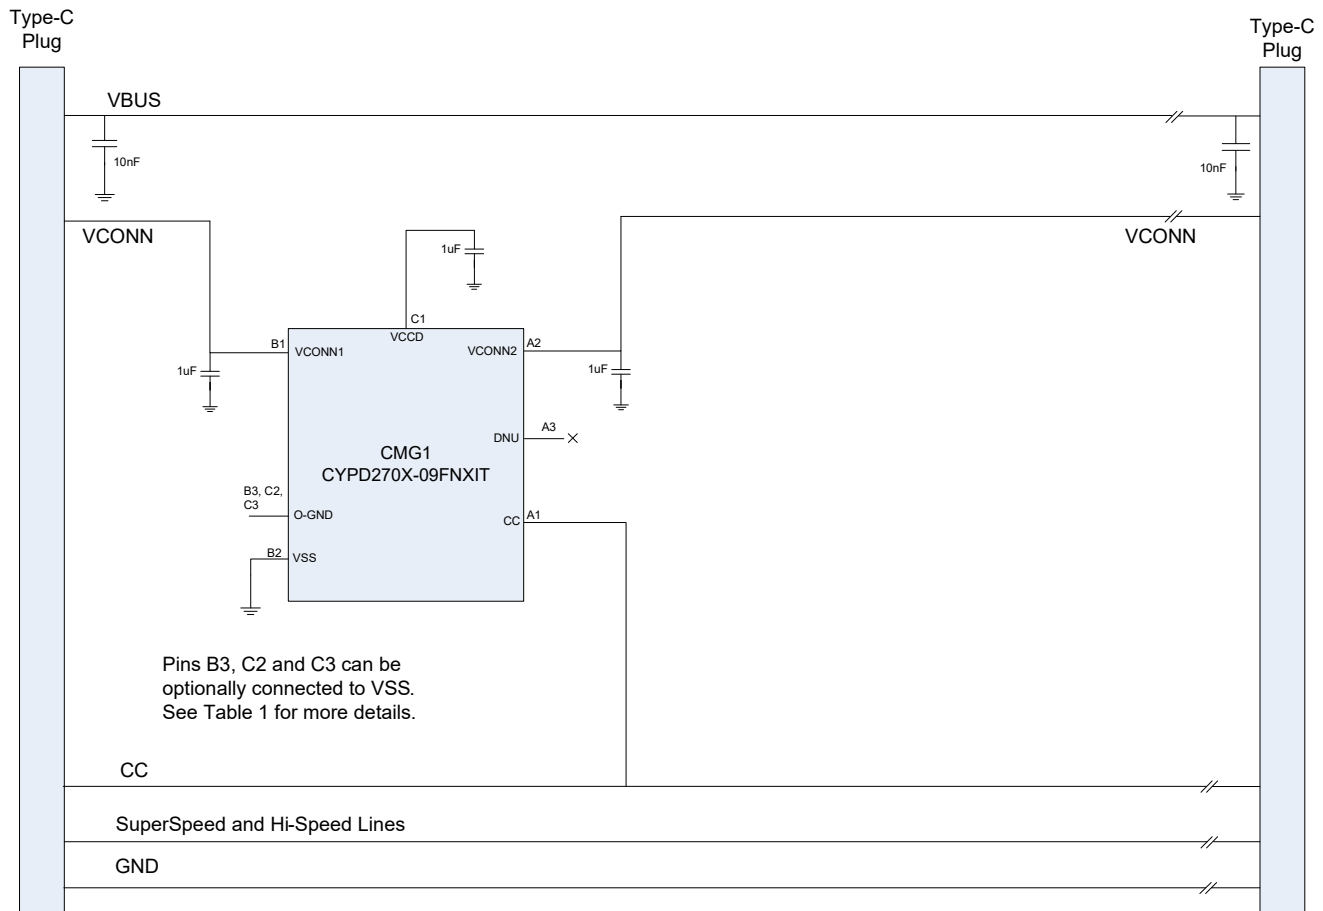 Type-C
Plug
Type-C
Plug
VBUS
10nF
10nF
VCONN
VCONN
1uF
C1
VCCD
B1
VCONN1
VCONN2
A2
1uF
1uF
A3
DNU
CMG1
CYPD270X-09FNXIT
B3, C2,
C3
O-GND
CC
A1
B2
VSS
Pins B3, C2 and C3 can be
optionally connected to VSS.
See Table 1 for more details.
CC
SuperSpeed and Hi-Speed Lines
GND